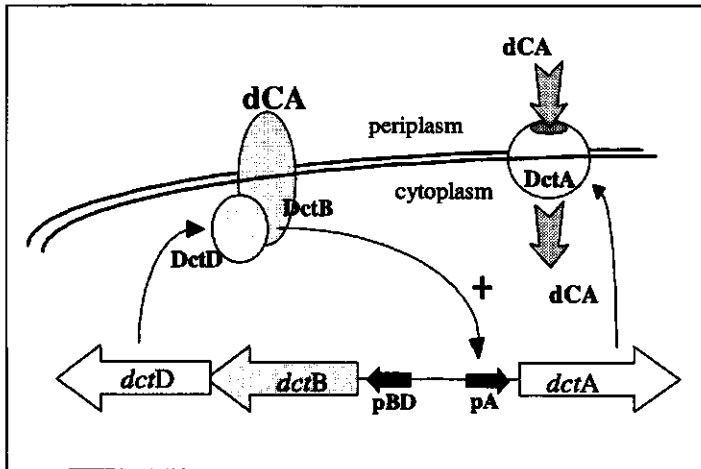 dCA
dCA
periplasm
cytoplasm
DctA
DctB
DctD
+
dCA
dctD
dctB
pBD
pA
dctA